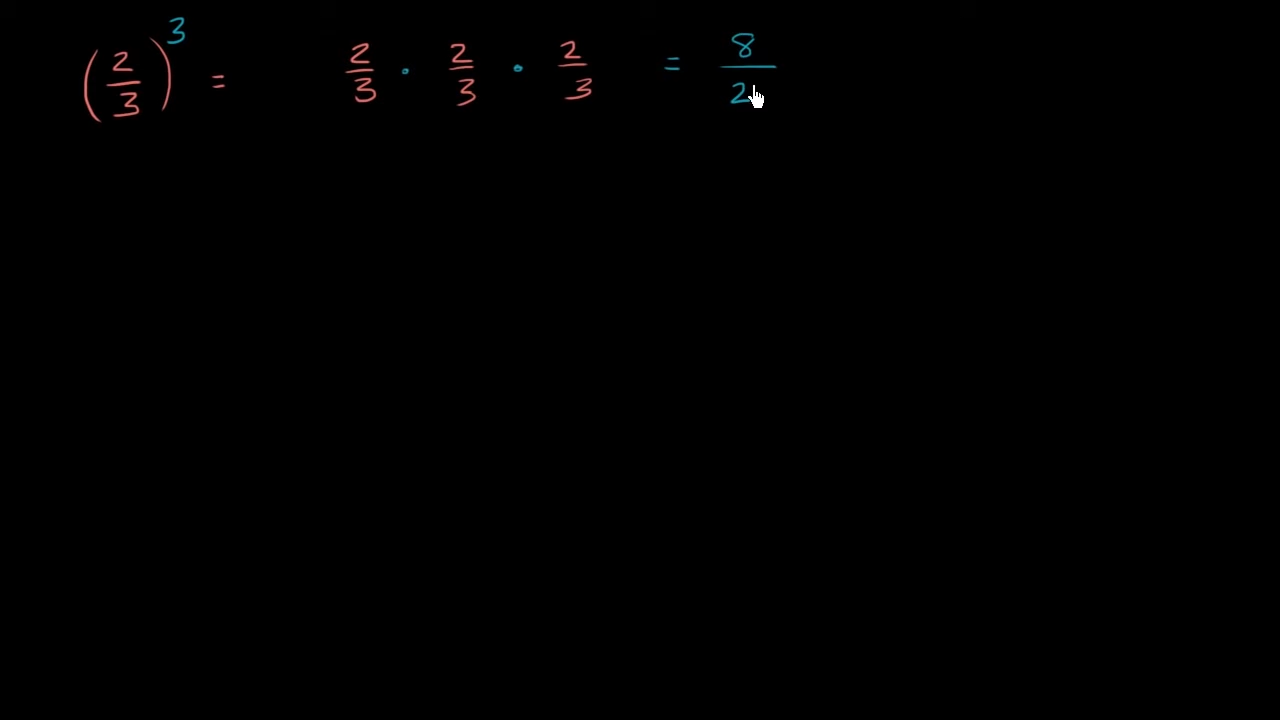 (2/3)^3 = 2/3 · 2/3 · 2/3 = 8/2